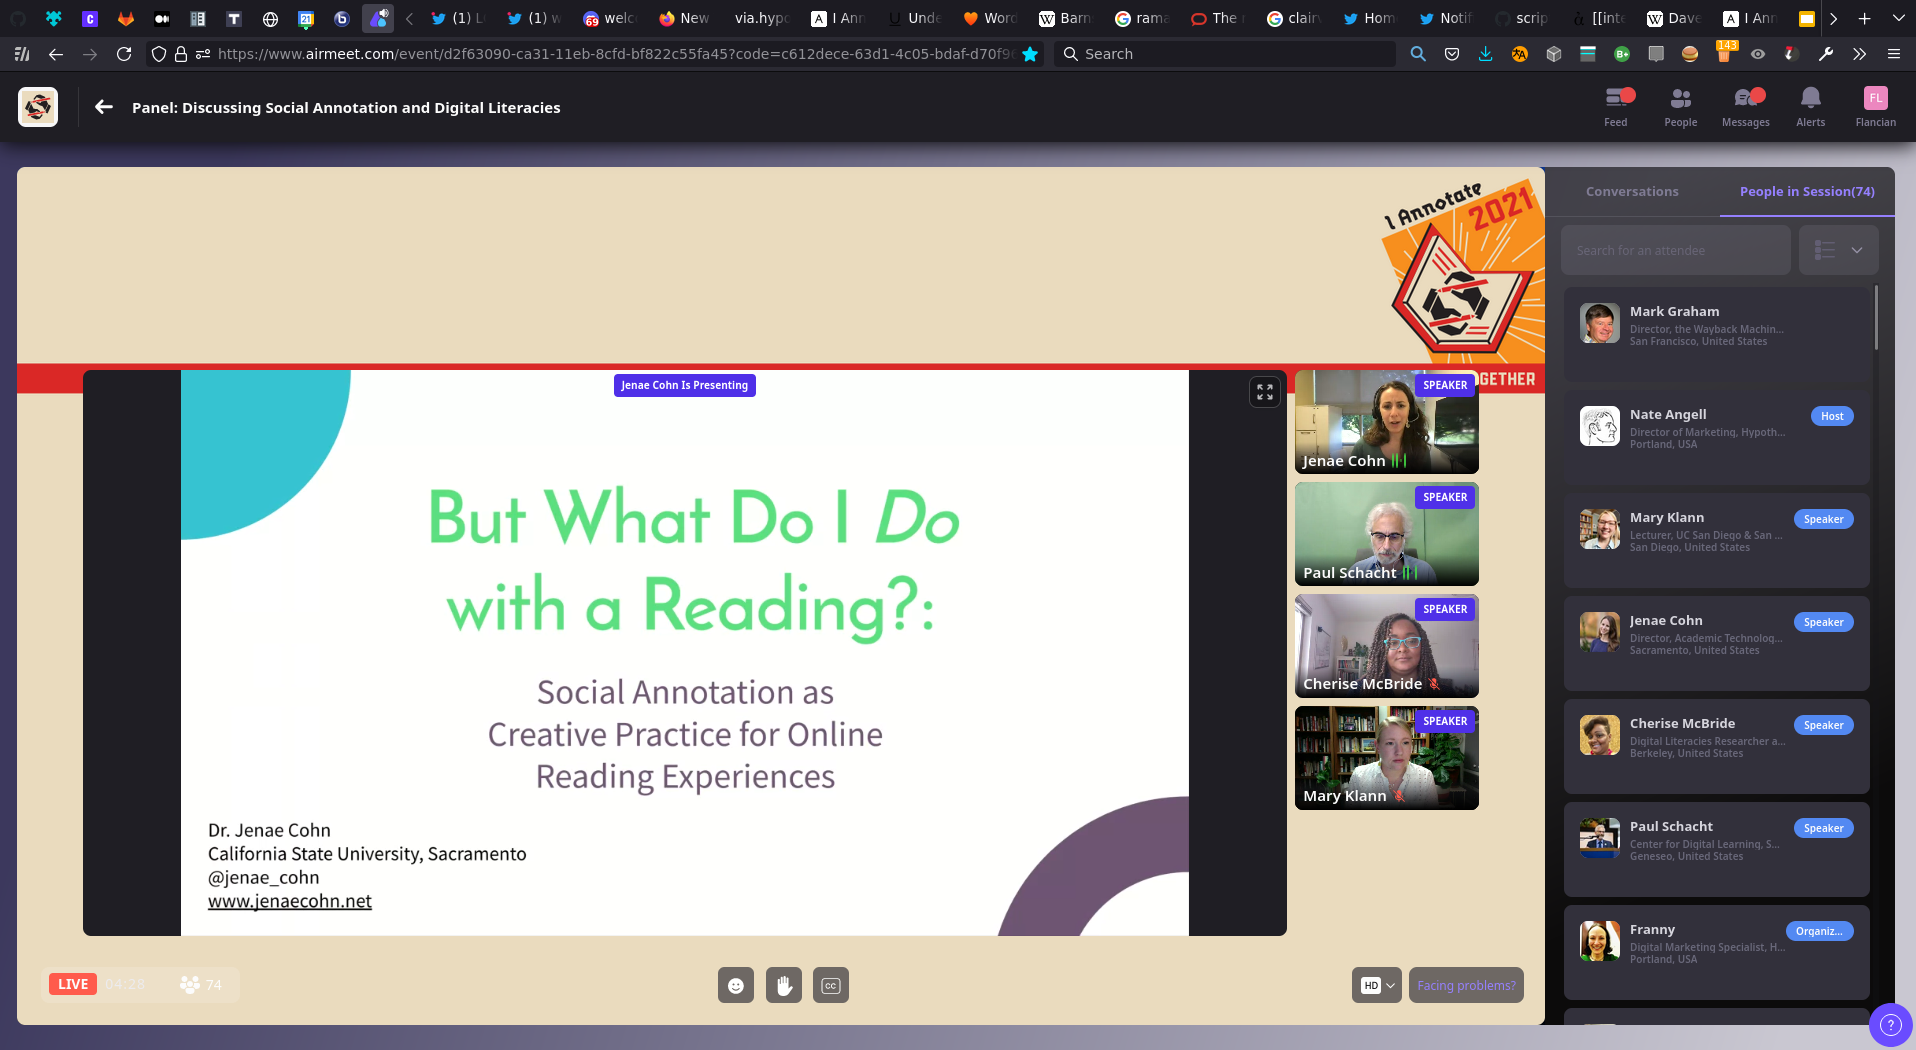 (1) L
(1) w
69
welc
New
via.hypo
I Ann
Unde
Word
Barn
rama
The r
clairv
Hom
Notif
scrip
[[inte
Dave
I Ann
https://www.airmeet.com/event/d2f63090-ca31-11eb-8cfd-bf822c55fa45?code=c612dece-63d1-4c05-bdaf-d70f9
Search
143
Panel: Discussing Social Annotation and Digital Literacies
Feed
People
Messages
Alerts
FL
Flancian
I Annotate
2021
GETHER
Jenae Cohn Is Presenting
But What Do I Do
with a Reading?:
Social Annotation as
Creative Practice for Online
Reading Experiences
Dr. Jenae Cohn
California State University, Sacramento
@jenae_cohn
www.jenaecohn.net
SPEAKER
Jenae Cohn
SPEAKER
Paul Schacht
SPEAKER
Cherise McBride
SPEAKER
Mary Klann
LIVE
04:28
74
CC
HD
Facing problems?
Conversations
People in Session(74)
Search for an attendee
Mark Graham
Director, the Wayback Machin...
San Francisco, United States
Nate Angell
Host
Director of Marketing, Hypoth...
Portland, USA
Mary Klann
Speaker
Lecturer, UC San Diego & San ...
San Diego, United States
Jenae Cohn
Speaker
Director, Academic Technolog...
Sacramento, United States
Cherise McBride
Speaker
Digital Literacies Researcher a...
Berkeley, United States
Paul Schacht
Speaker
Center for Digital Learning, S...
Geneseo, United States
Franny
Organiz...
Digital Marketing Specialist, H...
Portland, USA
?